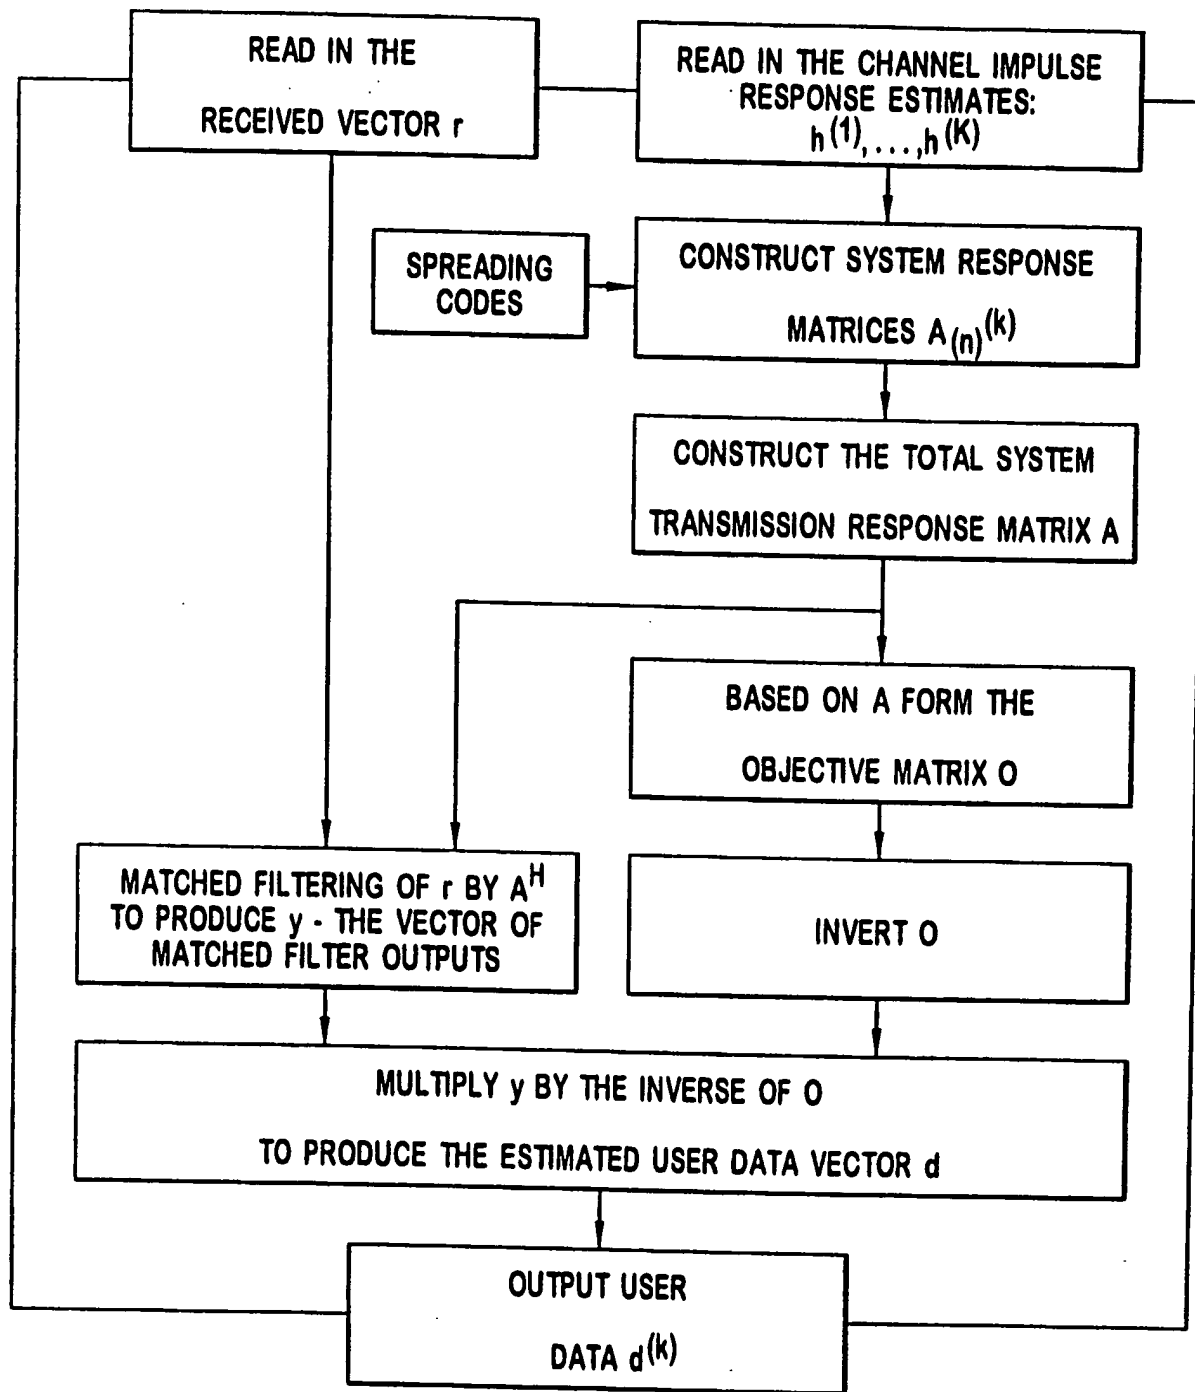 READ IN THE
RECEIVED VECTOR r
READ IN THE CHANNEL IMPULSE
RESPONSE ESTIMATES:
h(1),...,h(K)
SPREADING
CODES
CONSTRUCT SYSTEM RESPONSE
MATRICES A(n)(k)
CONSTRUCT THE TOTAL SYSTEM
TRANSMISSION RESPONSE MATRIX A
BASED ON A FORM THE
OBJECTIVE MATRIX O
MATCHED FILTERING OF r BY A^H
TO PRODUCE y - THE VECTOR OF
MATCHED FILTER OUTPUTS
INVERT O
MULTIPLY y BY THE INVERSE OF O
TO PRODUCE THE ESTIMATED USER DATA VECTOR d
OUTPUT USER
DATA d(k)